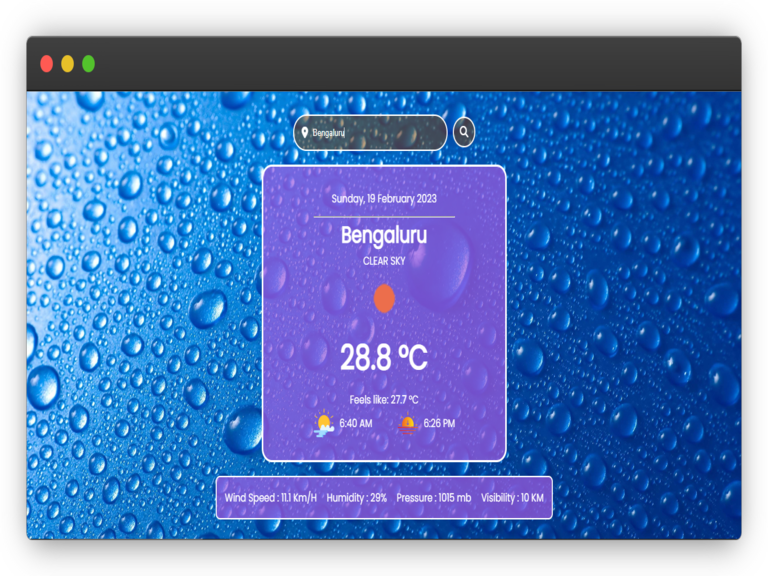 Bengaluru
Sunday, 19 February 2023
Bengaluru
CLEAR SKY
28.8 ºC
Feels like: 27.7 ºC
6:40 AM 6:26 PM
Wind Speed : 11.1 Km/H Humidity : 29% Pressure : 1015 mb Visibility : 10 KM